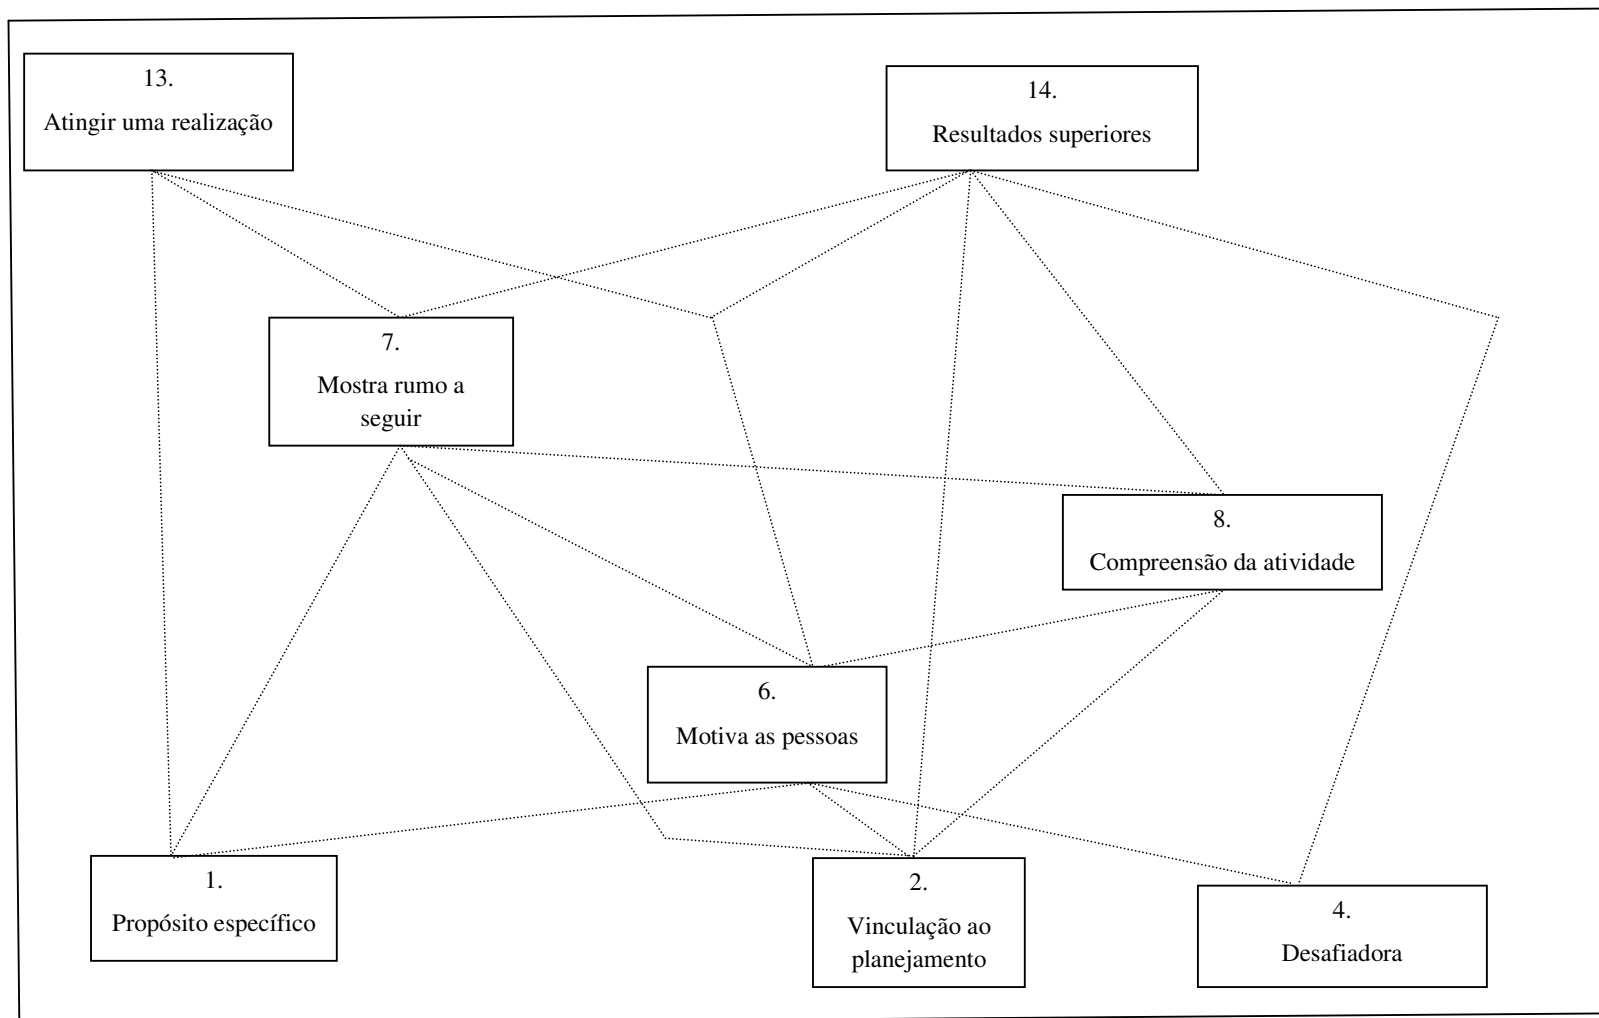 13.
Atingir uma realização
14.
Resultados superiores
7.
Mostra rumo a
seguir
8.
Compreensão da atividade
6.
Motiva as pessoas
1.
Propósito específico
2.
Vinculação ao
planejamento
4.
Desafiadora